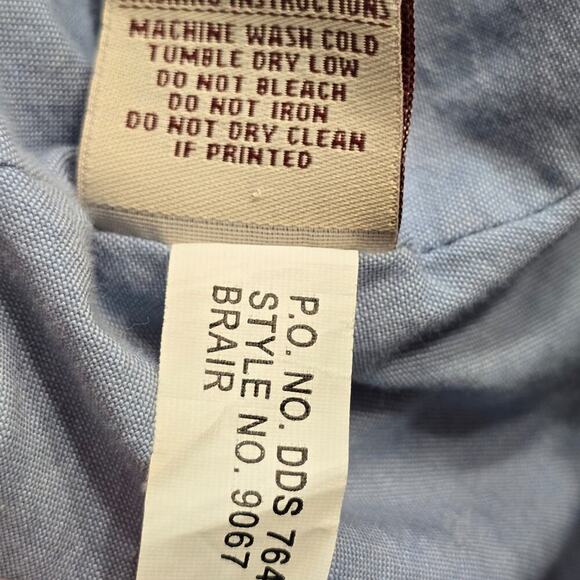 INSTRUCTIONS
MACHINE WASH COLD
TUMBLE DRY LOW
DO NOT BLEACH
DO NOT IRON
DO NOT DRY CLEAN
IF PRINTED
P.O. NO. DDS 764
STYLE NO. 9067
BRAIR